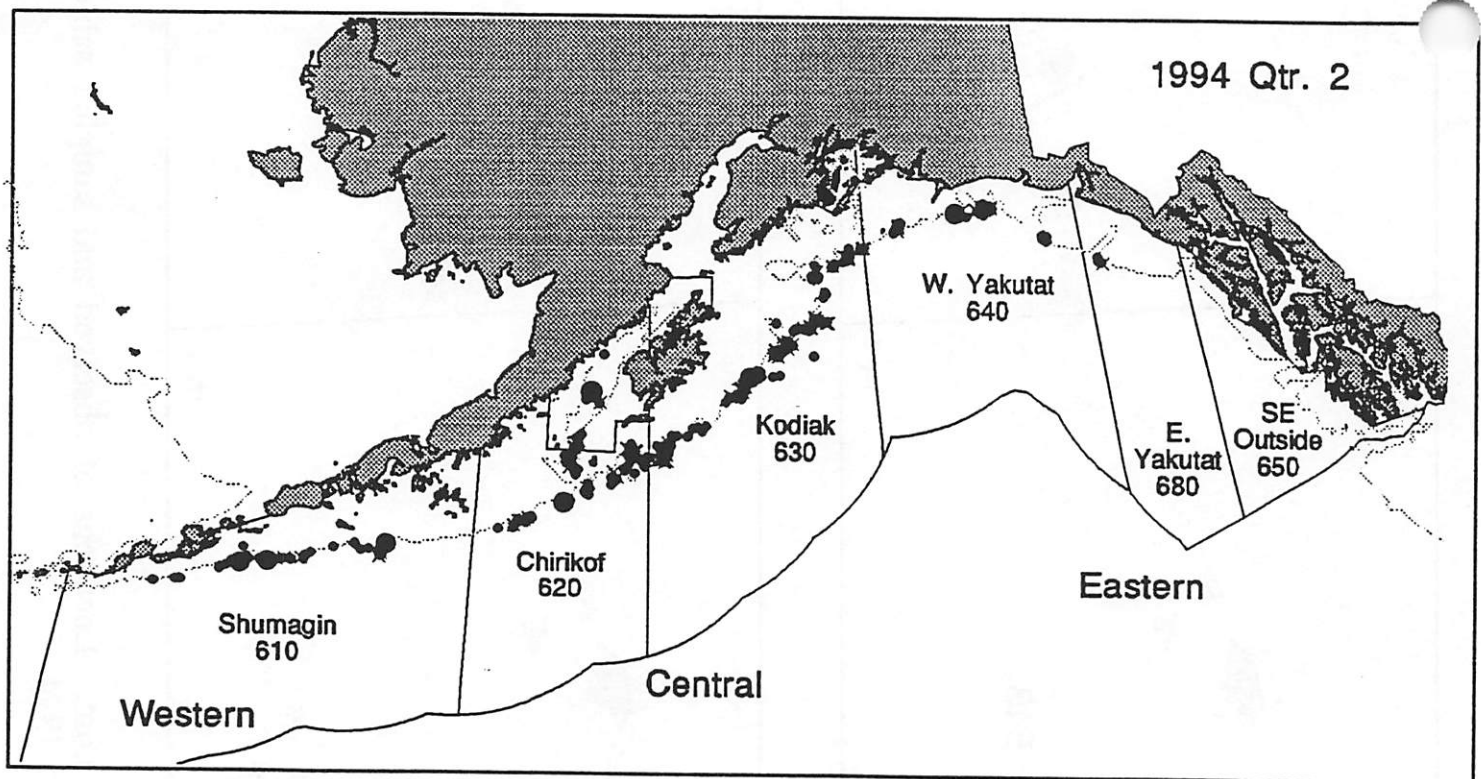 1994 Qtr. 2
W. Yakutat
640
Kodiak
630
E.
Yakutat
680
SE
Outside
650
Chirikof
620
Shumagin
610
Eastern
Central
Western